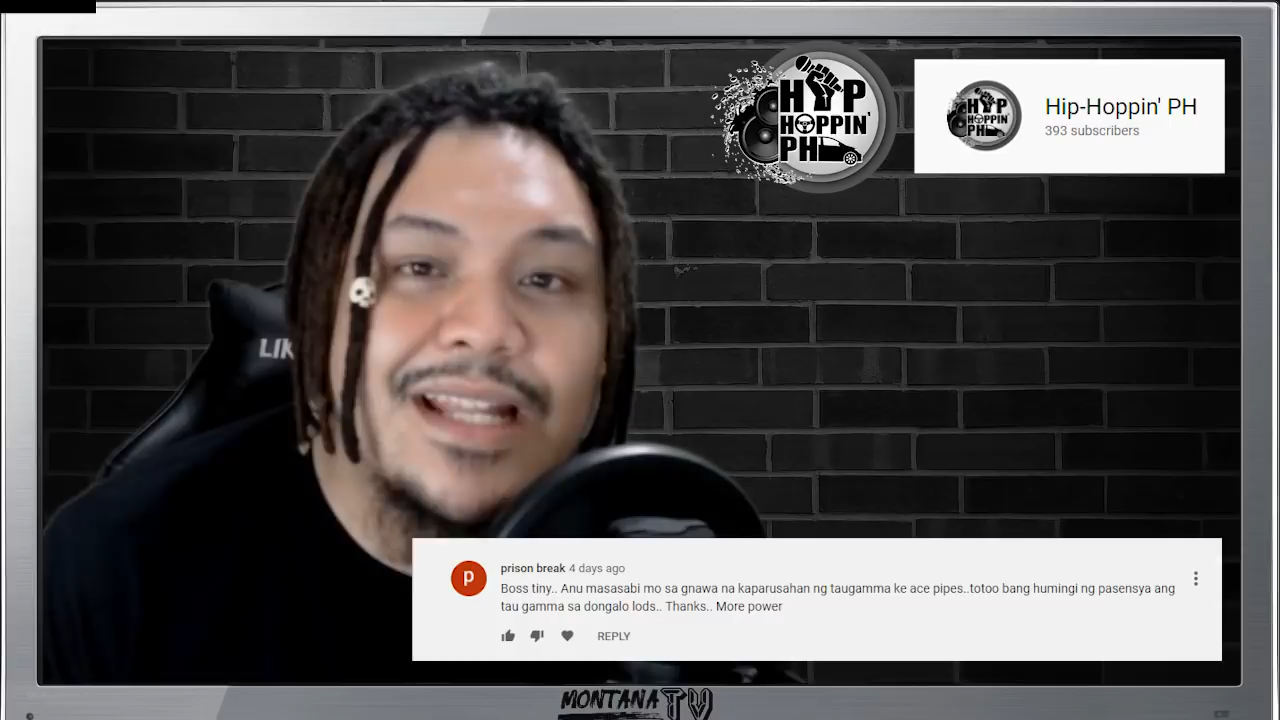 HIP
HOPPIN'
PH
HIP
HOPPIN'
PH
Hip-Hoppin' PH
393 subscribers
LIK
p
prison break 4 days ago
Boss tiny.. Anu masasabi mo sa gnawa na kaparusahan ng taugamma ke ace pipes..totoo bang humingi ng pasensya ang
tau gamma sa dongalo lods.. Thanks.. More power
REPLY
MONTANA TV